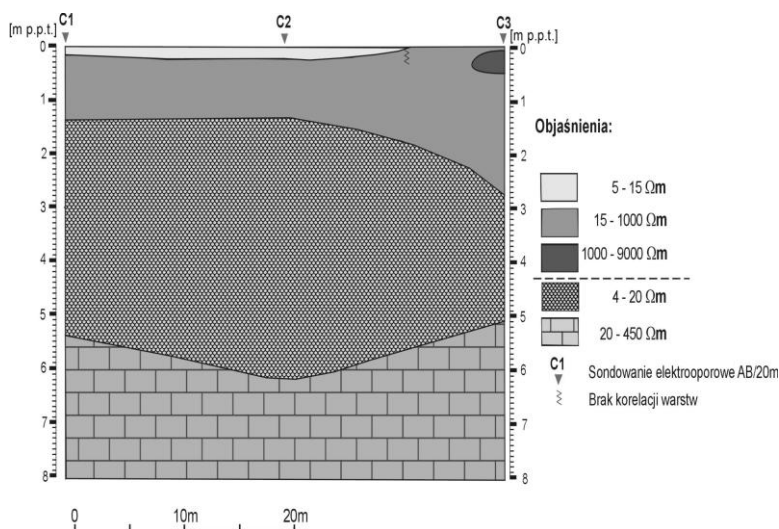 C1 C2 C3
[m p.p.t.] [m p.p.t.]
0 0
1 1
2 2
3 3
4 4
5 5
6 6
7 7
8 8
0 10m 20m
Objaśnienia:
5 - 15 Ωm
15 - 1000 Ωm
1000 - 9000 Ωm
4 - 20 Ωm
20 - 450 Ωm
C1 Sondowanie elektrooporowe AB/20m
Brak korelacji warstw